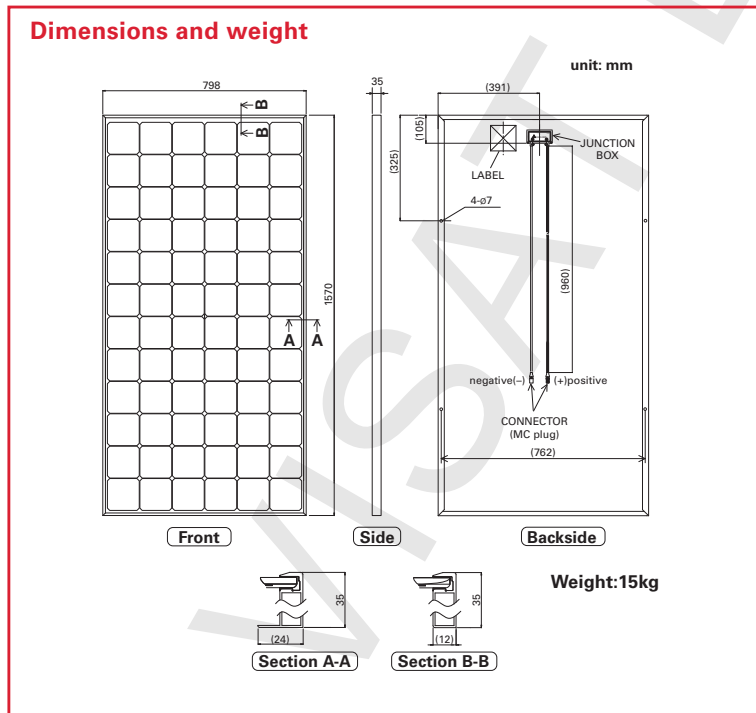 Dimensions and weight
unit: mm
798
35
(391)
B
B
(105)
(325)
JUNCTION
BOX
LABEL
4-ø7
1570
(960)
A
A
negative(−)
(+)positive
CONNECTOR
(MC plug)
(762)
Front
Side
Backside
35
(24)
35
(12)
Weight:15kg
Section A-A
Section B-B
VISAT